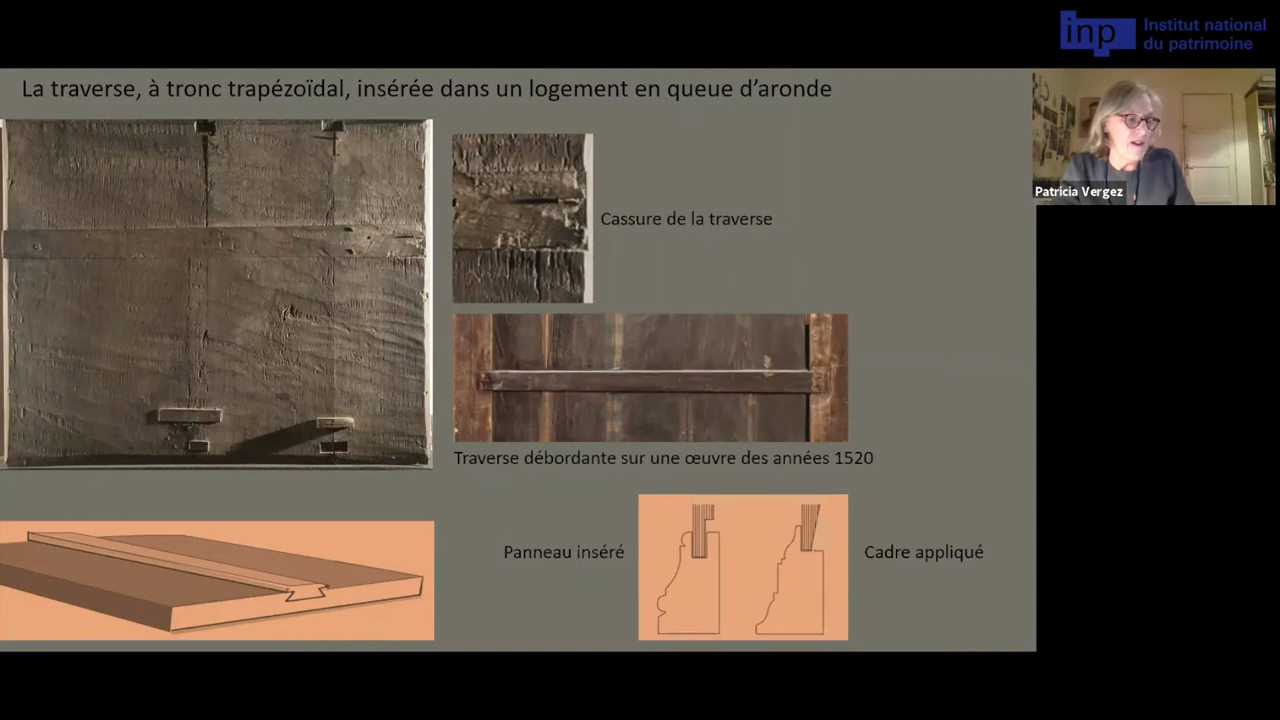 inp
Institut national
du patrimoine
La traverse, à tronc trapézoïdal, insérée dans un logement en queue d'aronde
Patricia Vergez
Cassure de la traverse
Traverse débordante sur une œuvre des années 1520
Panneau inséré
Cadre appliqué